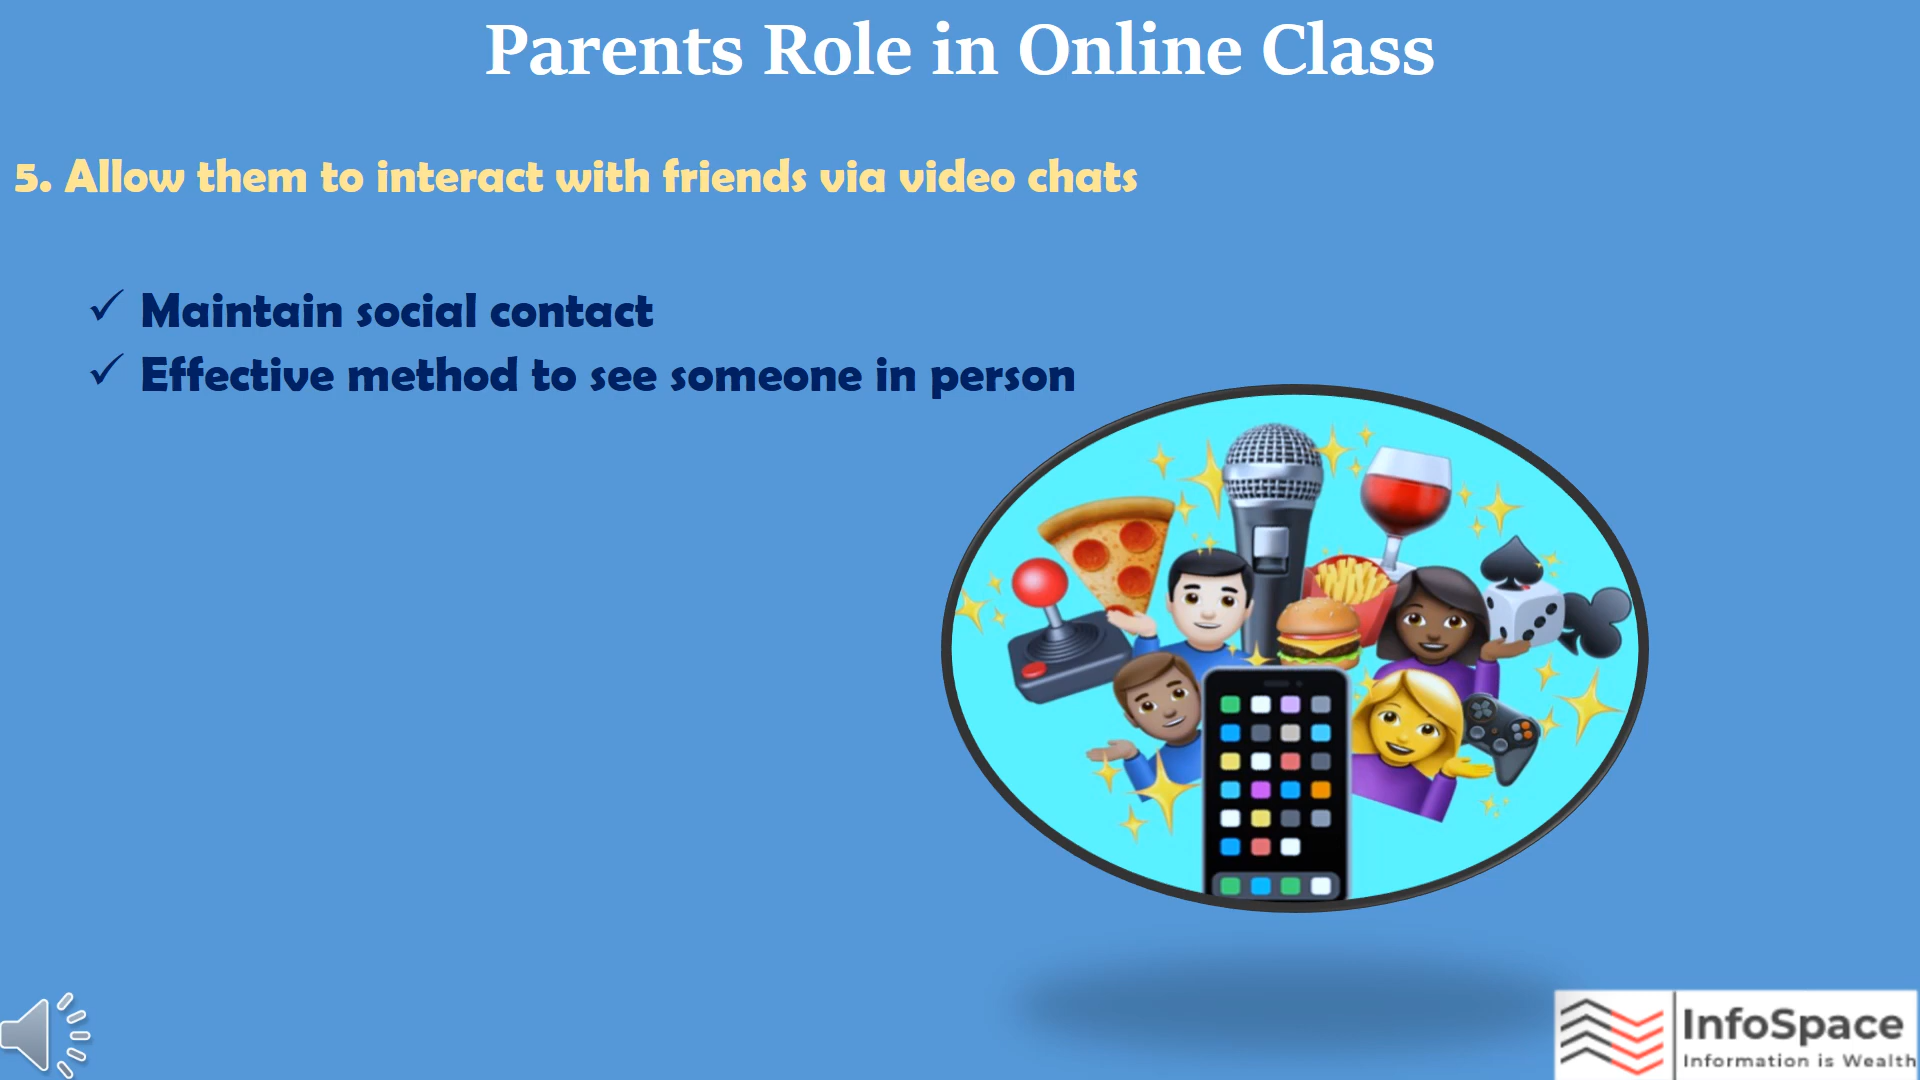 Parents Role in Online Class
5. Allow them to interact with friends via video chats
✓ Maintain social contact
✓ Effective method to see someone in person
InfoSpace
Information is Wealth